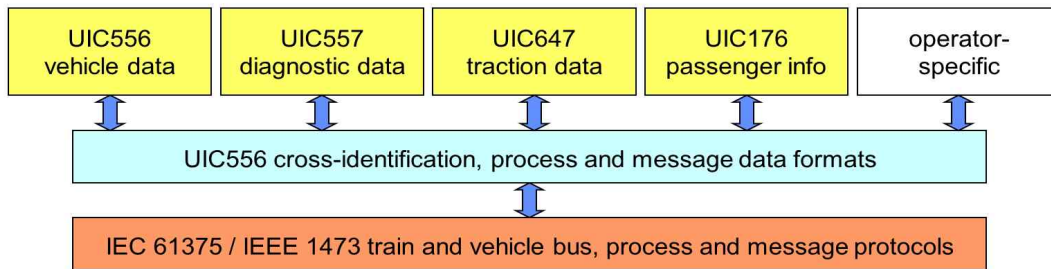 UIC556
vehicle data
UIC557
diagnostic data
UIC647
traction data
UIC176
passenger info
operator-
specific
UIC556 cross-identification, process and message data formats
IEC 61375 / IEEE 1473 train and vehicle bus, process and message protocols